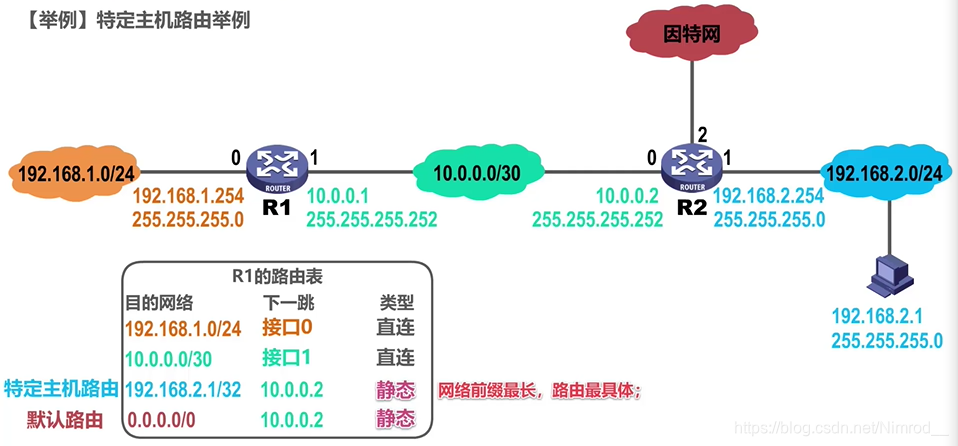 【举例】特定主机路由举例
因特网
192.168.1.0/24
0
1
ROUTER
R1
192.168.1.254
255.255.255.0
10.0.0.1
255.255.255.252
10.0.0.0/30
0
2
1
ROUTER
R2
10.0.0.2
255.255.255.252
192.168.2.254
255.255.255.0
192.168.2.0/24
192.168.2.1
255.255.255.0
R1的路由表
目的网络 下一跳 类型
192.168.1.0/24 接口0 直连
10.0.0.0/30 接口1 直连
特定主机路由 192.168.2.1/32 10.0.0.2 静态 网络前缀最长，路由最具体；
默认路由 0.0.0.0/0 10.0.0.2 静态
https://blog.csdn.net/Nimrod__